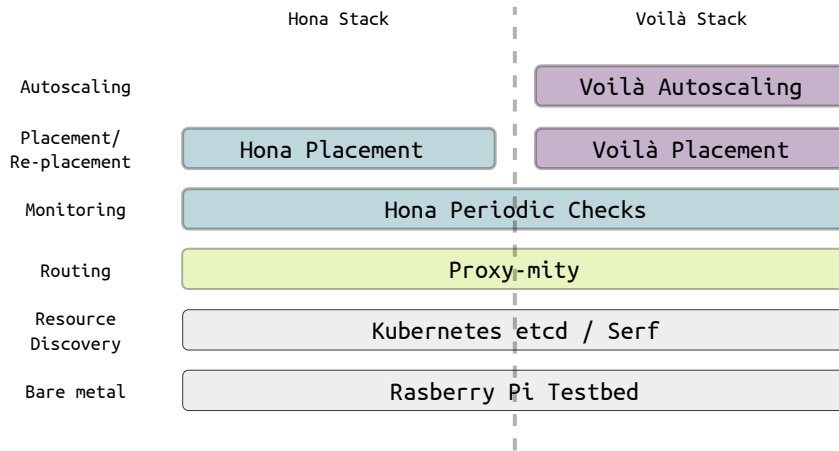 Hona Stack
Voilà Stack
Autoscaling
Voilà Autoscaling
Placement/
Re-placement
Hona Placement
Voilà Placement
Monitoring
Hona Periodic Checks
Routing
Proxy-mity
Resource
Discovery
Kubernetes etcd / Serf
Bare metal
Rasberry Pi Testbed